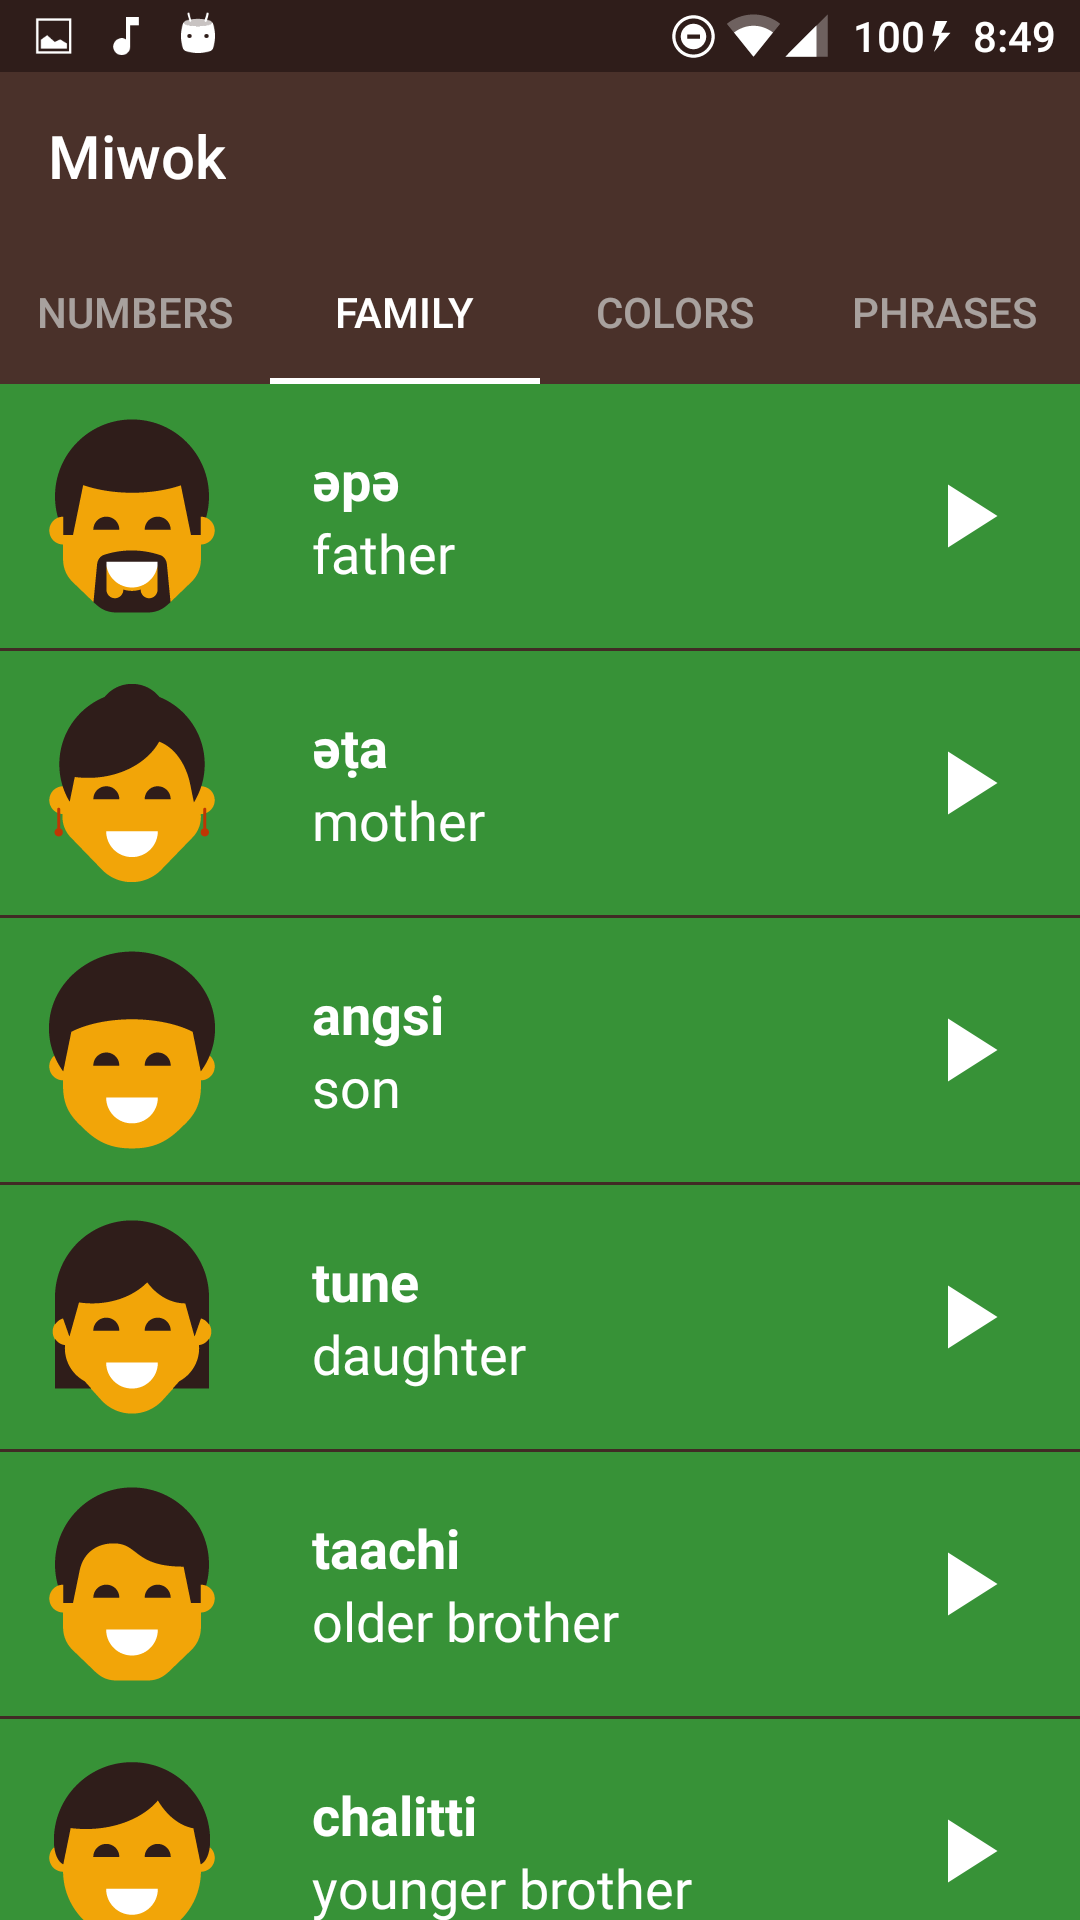 100 8:49
Miwok
NUMBERS FAMILY COLORS PHRASES
əpə
father
əṭa
mother
angsi
son
tune
daughter
taachi
older brother
chalitti
younger brother